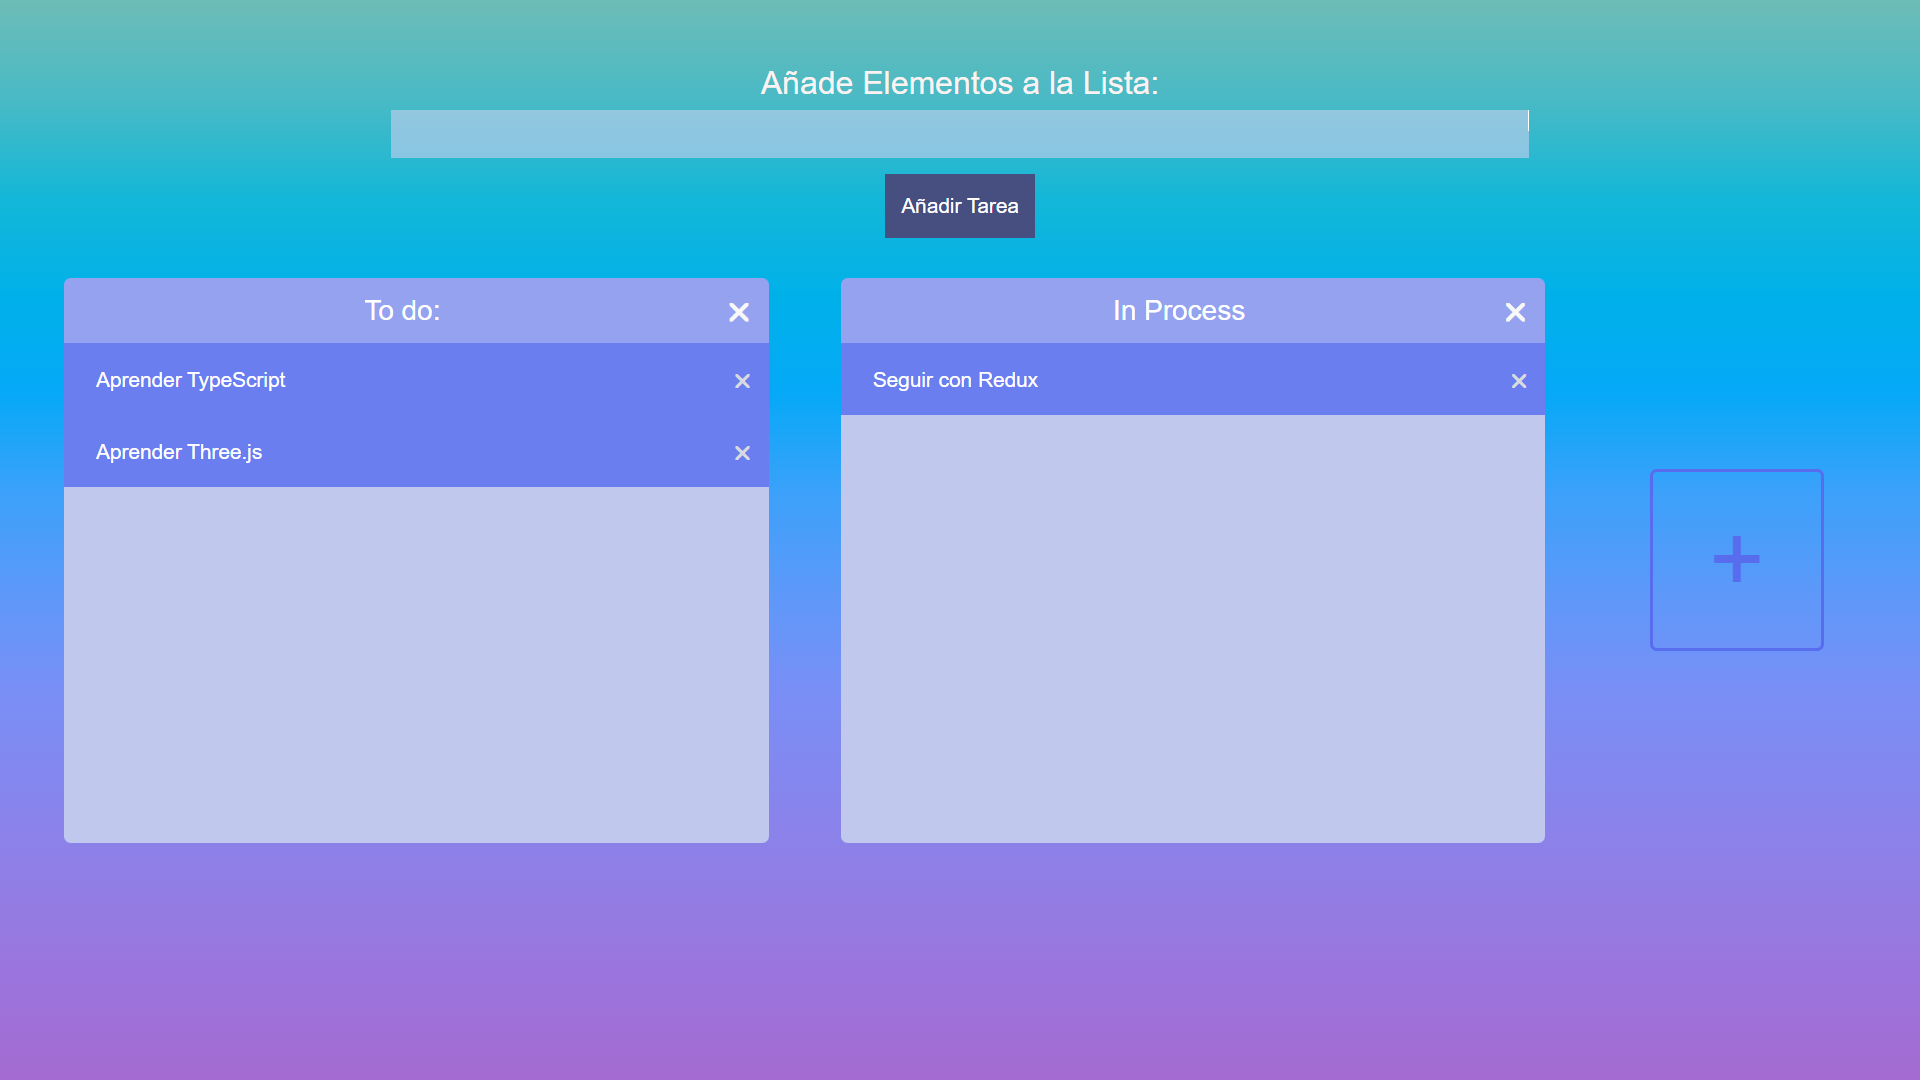 Añade Elementos a la Lista:
Añadir Tarea
To do:
Aprender TypeScript
Aprender Three.js
In Process
Seguir con Redux